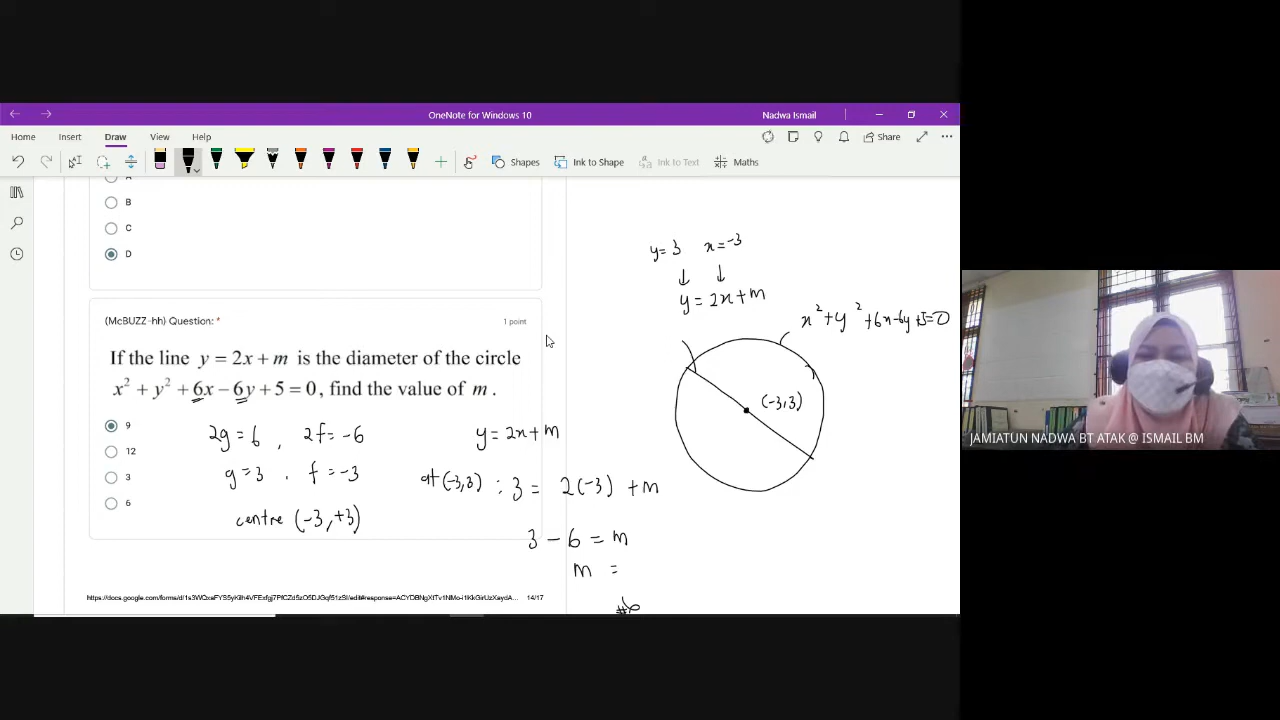 OneNote for Windows 10
Nadwa Ismail
Home
Insert
Draw
View
Help
Share
Shapes
Ink to Shape
Ink to Text
Maths
A
B
C
D
(McBUZZ-hh) Question: *
1 point
If the line y = 2x + m is the diameter of the circle
x² + y² + 6x − 6y + 5 = 0, find the value of m .
9
12
3
6
2g = 6 , 2f = -6
g = 3 , f = -3
centre (-3, +3)
y = 2x + m
at (-3, 3) : 3 = 2(-3) + m
3 - 6 = m
m =
y = 3 x = -3
↓ ↓
y = 2x + m
x² + y² + 6x - 6y + 5 = 0
(-3, 3)
14/17
JAMIATUN NADWA BT ATAK @ ISMAIL BM